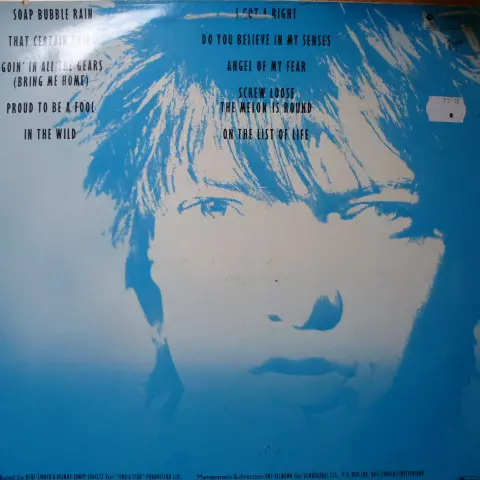 SOAP BUBBLE RAIN
THAT CERTAIN
GOIN' IN ALL THE GEARS
(BRING ME HOME)
PROUD TO BE A FOOL
IN THE WILD
I GOT A RIGHT
DO YOU BELIEVE IN MY SENSES
ANGEL OF MY FEAR
SCREW LOOSE
THE MELON IS ROUND
ON THE LIST OF LIFE
Management & direction